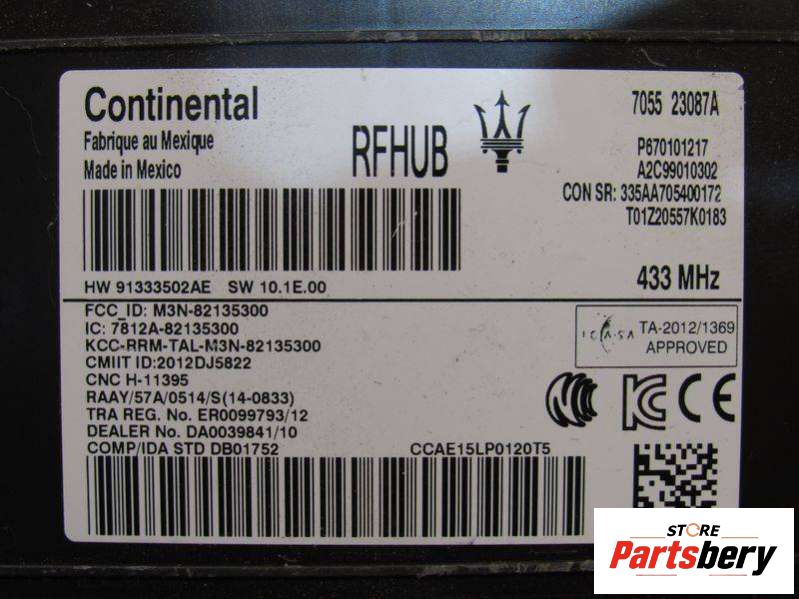 Continental
Fabrique au Mexique
Made in Mexico
RFHUB
7055 23087A
P670101217
A2C99010302
CON SR: 335AA705400172
T01Z20557K0183
HW 91333502AE SW 10.1E.00
433 MHz
FCC_ID: M3N-82135300
IC: 7812A-82135300
KCC-RRM-TAL-M3N-82135300
CMIIT ID:2012DJ5822
CNC H-11395
RAAY/57A/0514/S(14-0833)
TRA REG. No. ER0099793/12
DEALER No. DA0039841/10
COMP/IDA STD DB01752
CCAE15LP0120T5
ICASA
TA-2012/1369
APPROVED
CE
STORE
Partsbery